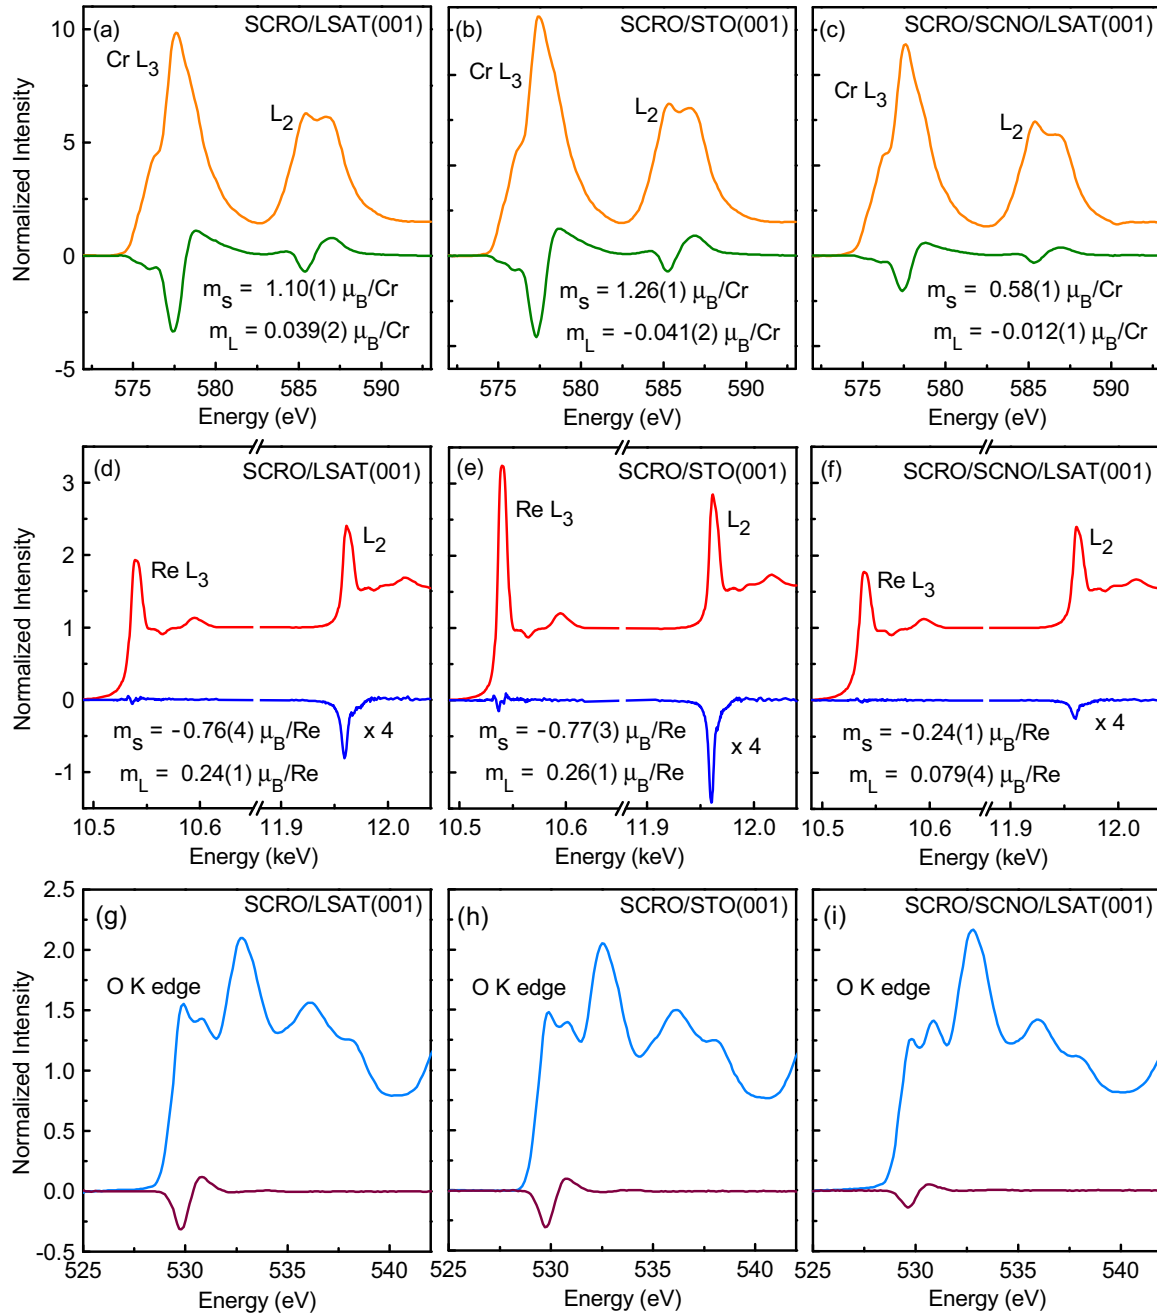 (a) SCRO/LSAT(001)
Cr L3
L2
mS = 1.10(1) μB/Cr
mL = 0.039(2) μB/Cr
10
5
0
-5
Normalized Intensity
575 580 585 590
Energy (eV)
(b) SCRO/STO(001)
Cr L3
L2
mS = 1.26(1) μB/Cr
mL = -0.041(2) μB/Cr
575 580 585 590
Energy (eV)
(c) SCRO/SCNO/LSAT(001)
Cr L3
L2
mS = 0.58(1) μB/Cr
mL = -0.012(1) μB/Cr
575 580 585 590
Energy (eV)
(d) SCRO/LSAT(001)
Re L3
L2
mS = -0.76(4) μB/Re
x 4
mL = 0.24(1) μB/Re
3
2
1
0
-1
Normalized Intensity
10.5 10.6 11.9 12.0
Energy (keV)
(e) SCRO/STO(001)
Re L3
L2
mS = -0.77(3) μB/Re
x 4
mL = 0.26(1) μB/Re
10.5 10.6 11.9 12.0
Energy (keV)
(f) SCRO/SCNO/LSAT(001)
Re L3
L2
mS = -0.24(1) μB/Re
x 4
mL = 0.079(4) μB/Re
10.5 10.6 11.9 12.0
Energy (keV)
(g) SCRO/LSAT(001)
O K edge
2.5
2.0
1.5
1.0
0.5
0.0
-0.5
Normalized Intensity
525 530 535 540
Energy (eV)
(h) SCRO/STO(001)
O K edge
525 530 535 540
Energy (eV)
(i) SCRO/SCNO/LSAT(001)
O K edge
525 530 535 540
Energy (eV)